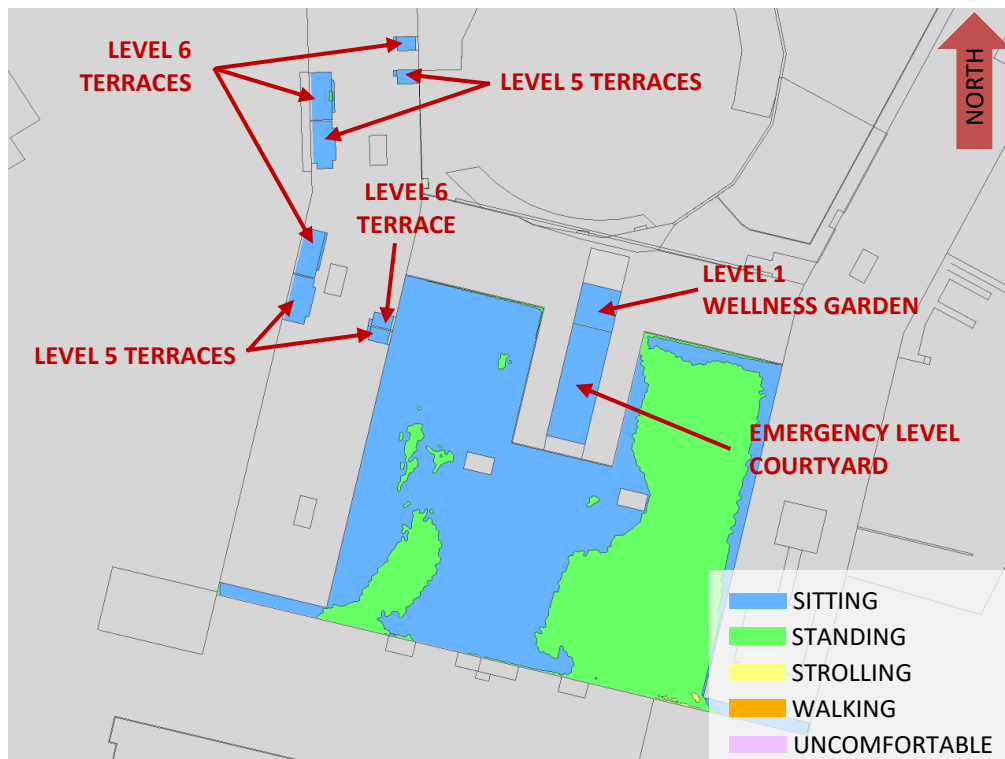 LEVEL 6
TERRACES
LEVEL 5 TERRACES
NORTH
LEVEL 6
TERRACE
LEVEL 1
WELLNESS GARDEN
LEVEL 5 TERRACES
EMERGENCY LEVEL
COURTYARD
SITTING
STANDING
STROLLING
WALKING
UNCOMFORTABLE